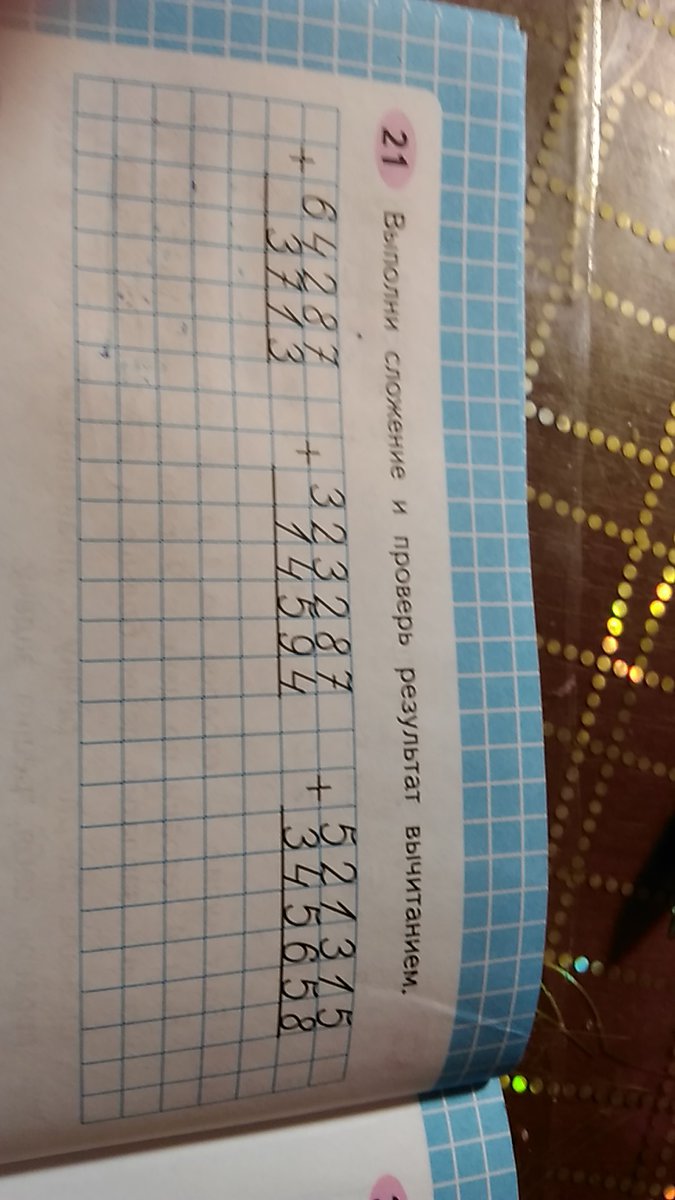 21 Выполни сложение и проверь результат вычитанием.
+ 64287 + 323287 + 521315
3713 14594 345658